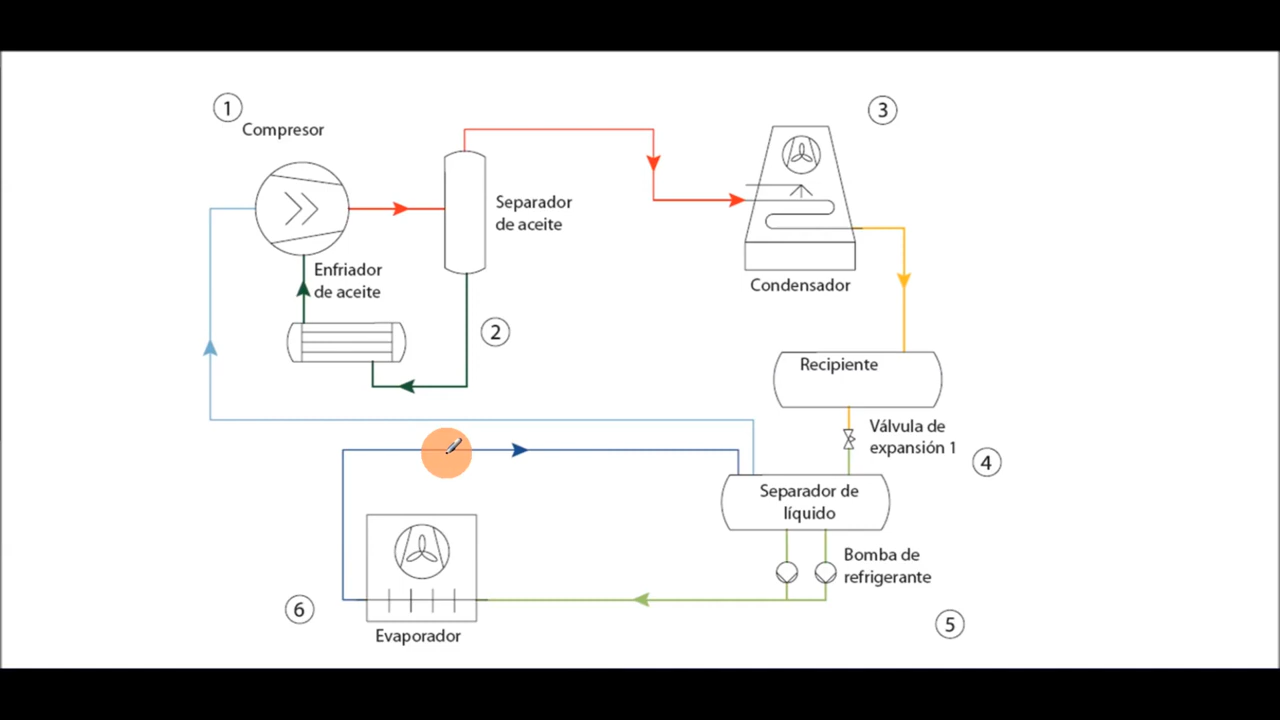 1
Compresor
3
Separador
de aceite
Enfriador
de aceite
Condensador
2
Recipiente
Válvula de
expansión 1
4
Separador de
líquido
Bomba de
refrigerante
6
5
Evaporador